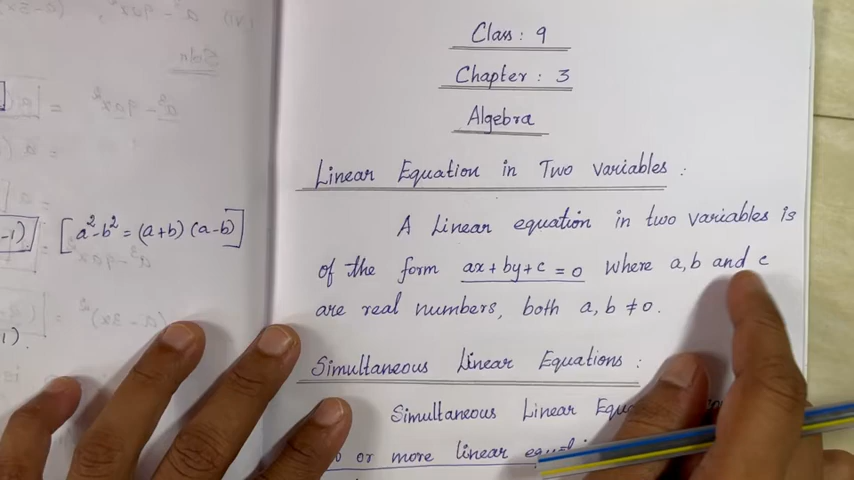 [a²-b² = (a+b) (a-b)]
Class : 9
Chapter : 3
Algebra
Linear Equation in Two variables :
A Linear equation in two variables is
of the form ax + by + c = 0 where a, b and c
are real numbers, both a, b ≠ 0.
Simultaneous Linear Equations :
Simultaneous Linear
or more linear